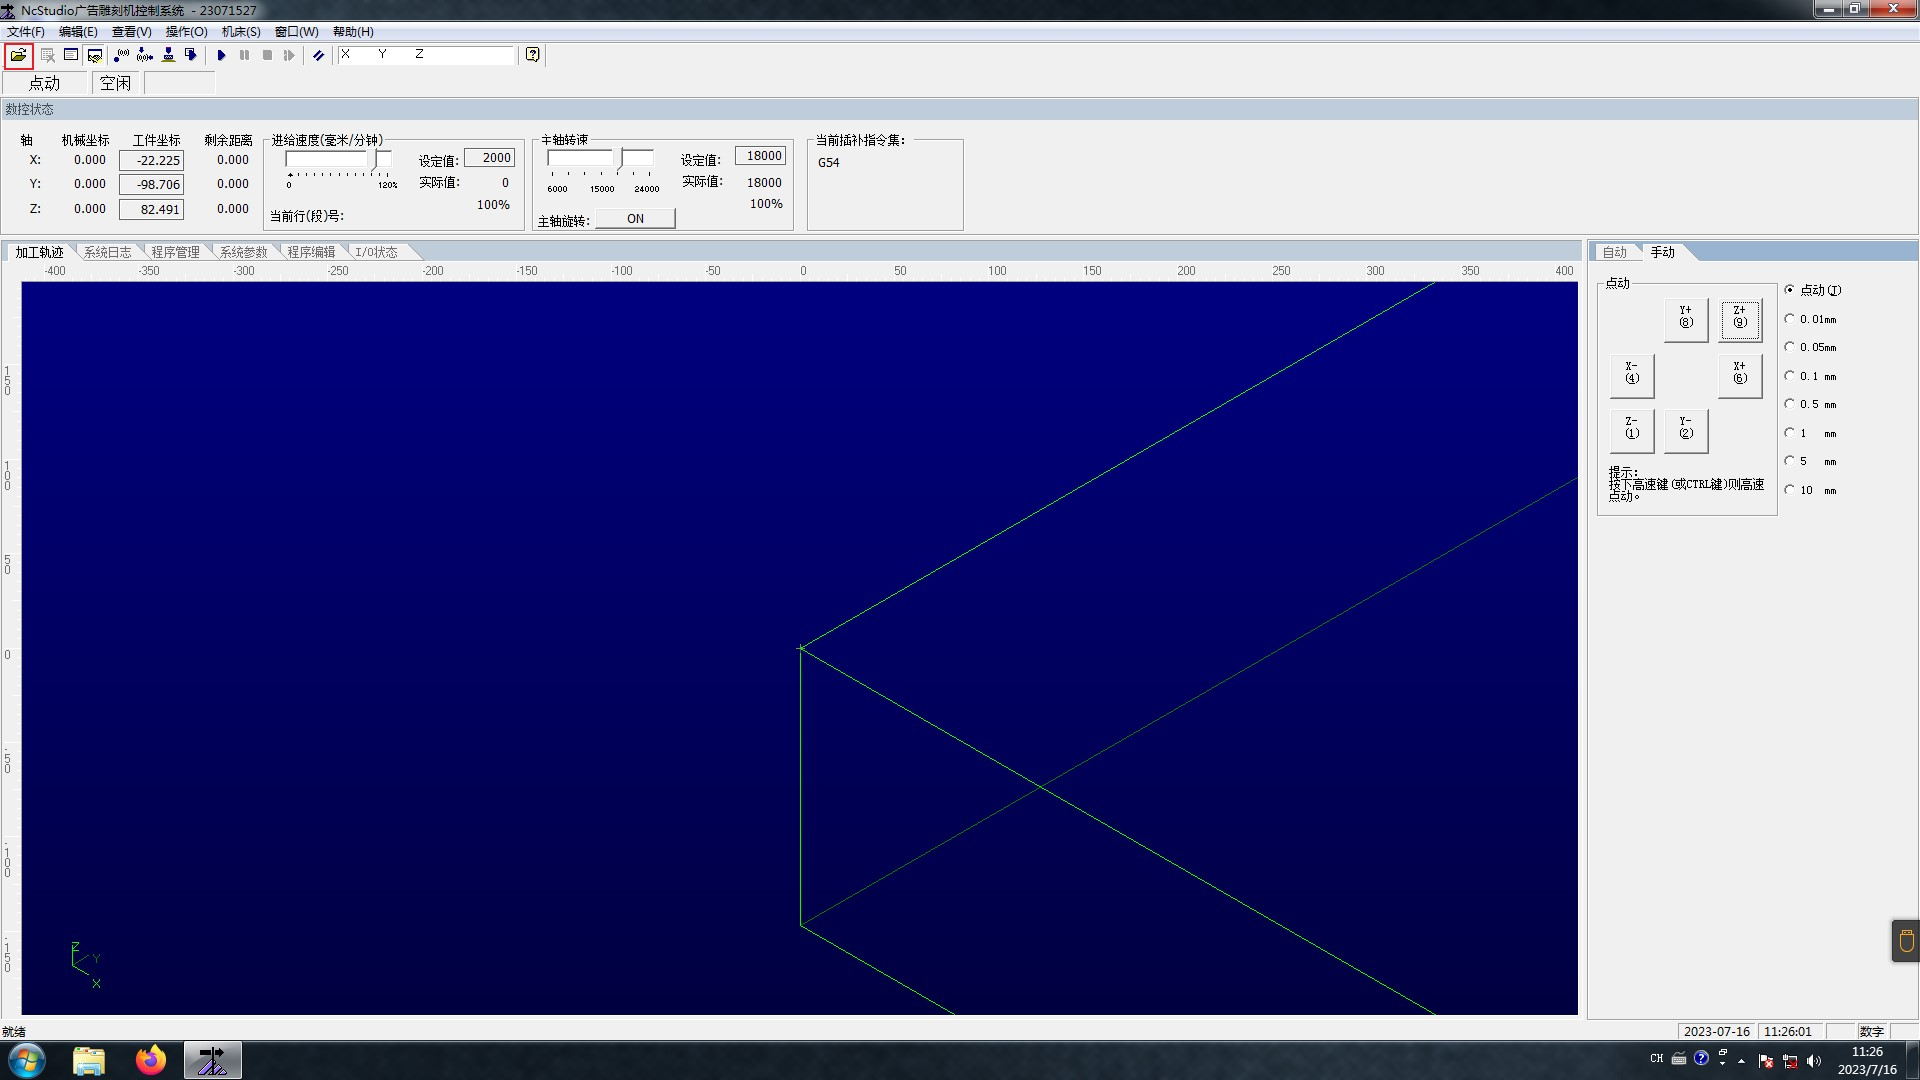 NcStudio广告雕刻机控制系统 - 23071527
文件(F) 编辑(E) 查看(V) 操作(O) 机床(S) 窗口(W) 帮助(H)
X Y Z
点动 空闲
数控状态
轴 机械坐标 工件坐标 剩余距离
X: 0.000 -22.225 0.000
Y: 0.000 -98.706 0.000
Z: 0.000 82.491 0.000
进给速度(毫米/分钟)
设定值: 2000
0 120%
实际值: 0
100%
当前行(段)号:
主轴转速
设定值: 18000
6000 15000 24000
实际值: 18000
100%
主轴旋转: ON
当前插补指令集:
G54
加工轨迹 系统日志 程序管理 系统参数 程序编辑 I/O状态
-400 -350 -300 -250 -200 -150 -100 -50 0 50 100 150 200 250 300 350 400
150
100
50
0
-50
-100
-150
Z
Y
X
自动 手动
点动
Y+
(8)
Z+
(9)
X-
(4)
X+
(6)
Z-
(1)
Y-
(2)
提示:
按下高速键(或CTRL键)则高速
点动。
点动(J)
0.01mm
0.05mm
0.1 mm
0.5 mm
1 mm
5 mm
10 mm
就绪
2023-07-16 11:26:01 数字
CH
11:26
2023/7/16